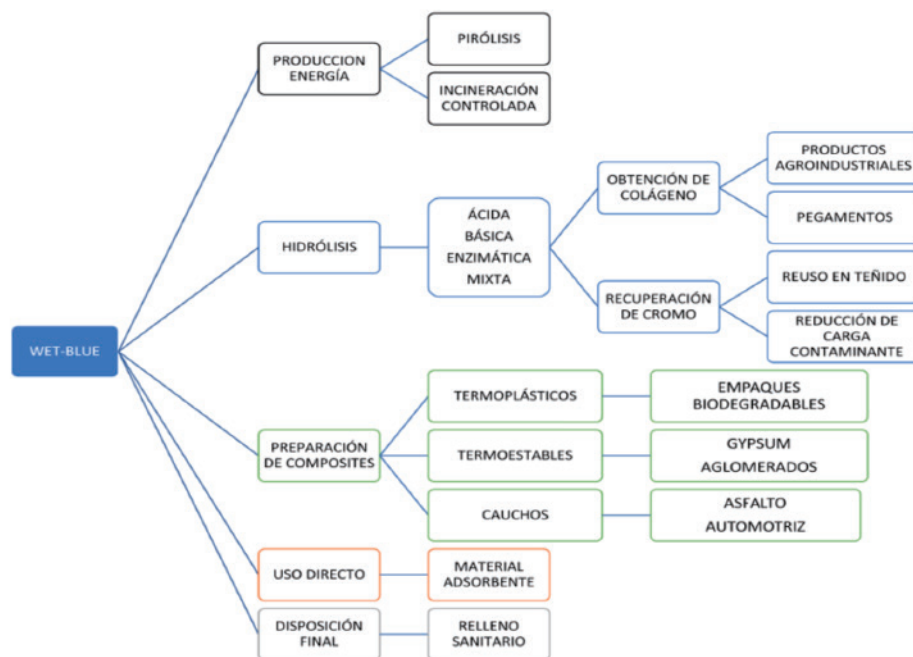 WET-BLUE
PRODUCCION
ENERGÍA
PIRÓLISIS
INCINERACIÓN
CONTROLADA
HIDRÓLISIS
ÁCIDA
BÁSICA
ENZIMÁTICA
MIXTA
OBTENCIÓN DE
COLÁGENO
PRODUCTOS
AGROINDUSTRIALES
PEGAMENTOS
RECUPERACIÓN
DE CROMO
REUSO EN TEÑIDO
REDUCCIÓN DE
CARGA
CONTAMINANTE
PREPARACIÓN
DE COMPOSITES
TERMOPLÁSTICOS
EMPAQUES
BIODEGRADABLES
TERMOESTABLES
GYPSUM
AGLOMERADOS
CAUCHOS
ASFALTO
AUTOMOTRIZ
USO DIRECTO
MATERIAL
ADSORBENTE
DISPOSICIÓN
FINAL
RELLENO
SANITARIO